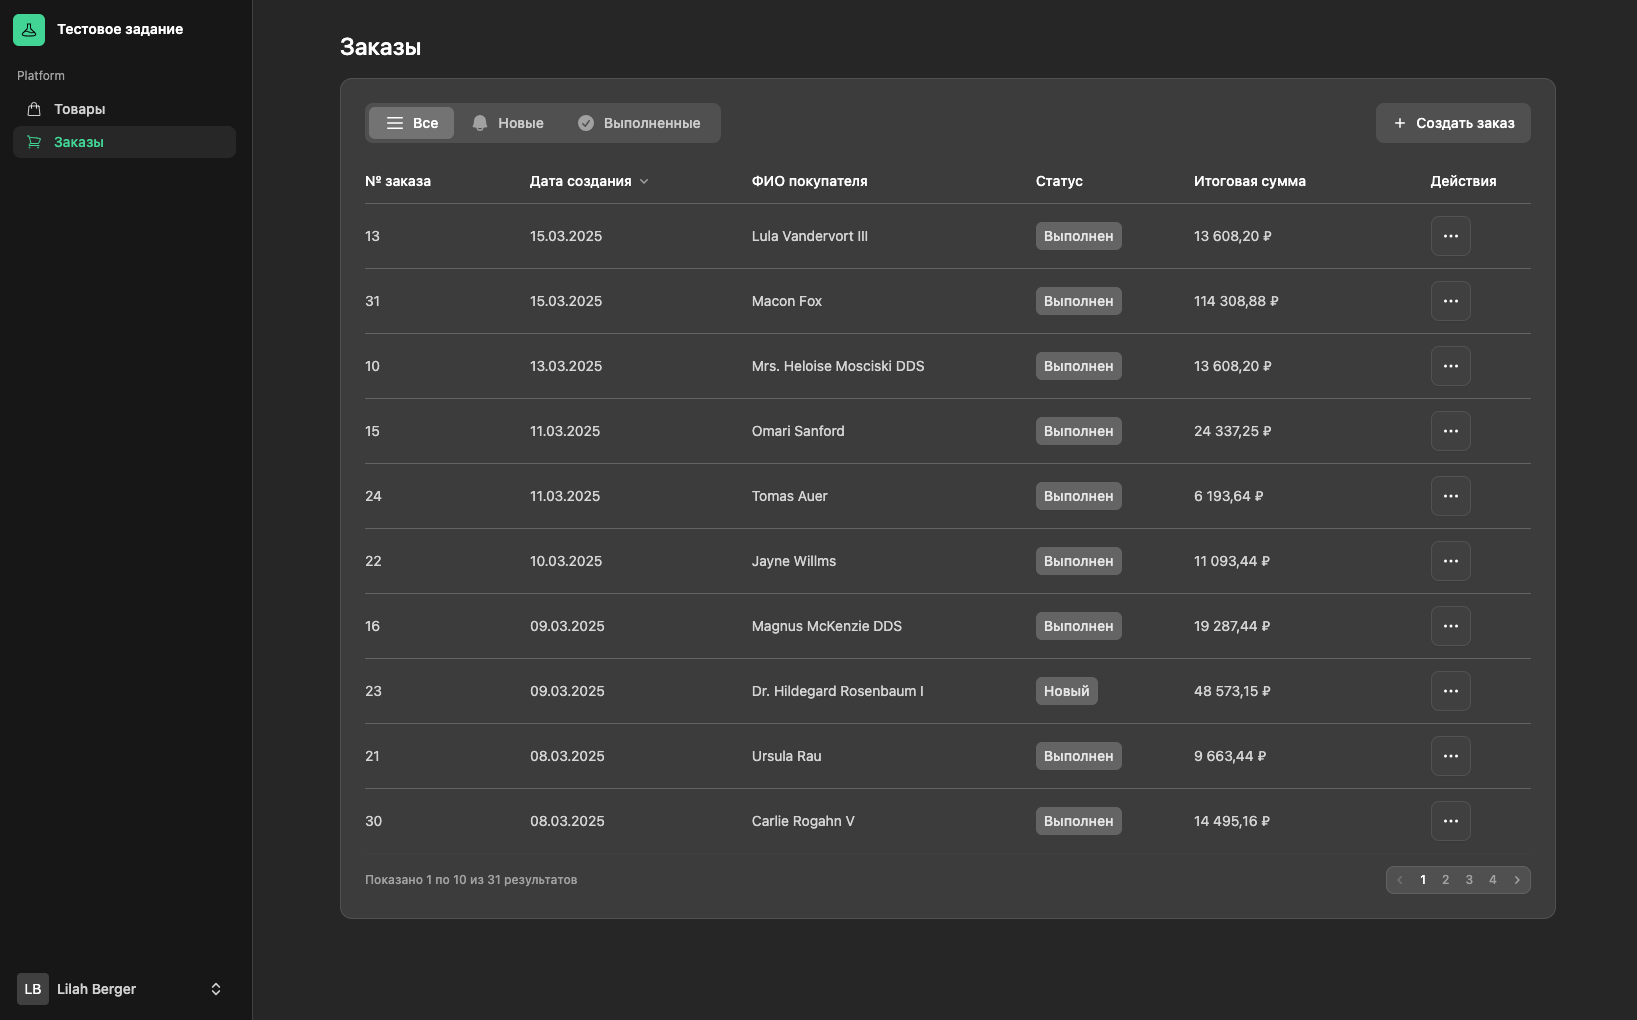 Тестовое задание
Platform
Товары
Заказы
LB Lilah Berger
Заказы
Все Новые Выполненные
+ Создать заказ
№ заказа Дата создания ФИО покупателя Статус Итоговая сумма Действия
13 15.03.2025 Lula Vandervort III Выполнен 13 608,20 ₽
31 15.03.2025 Macon Fox Выполнен 114 308,88 ₽
10 13.03.2025 Mrs. Heloise Mosciski DDS Выполнен 13 608,20 ₽
15 11.03.2025 Omari Sanford Выполнен 24 337,25 ₽
24 11.03.2025 Tomas Auer Выполнен 6 193,64 ₽
22 10.03.2025 Jayne Willms Выполнен 11 093,44 ₽
16 09.03.2025 Magnus McKenzie DDS Выполнен 19 287,44 ₽
23 09.03.2025 Dr. Hildegard Rosenbaum I Новый 48 573,15 ₽
21 08.03.2025 Ursula Rau Выполнен 9 663,44 ₽
30 08.03.2025 Carlie Rogahn V Выполнен 14 495,16 ₽
Показано 1 по 10 из 31 результатов
1 2 3 4